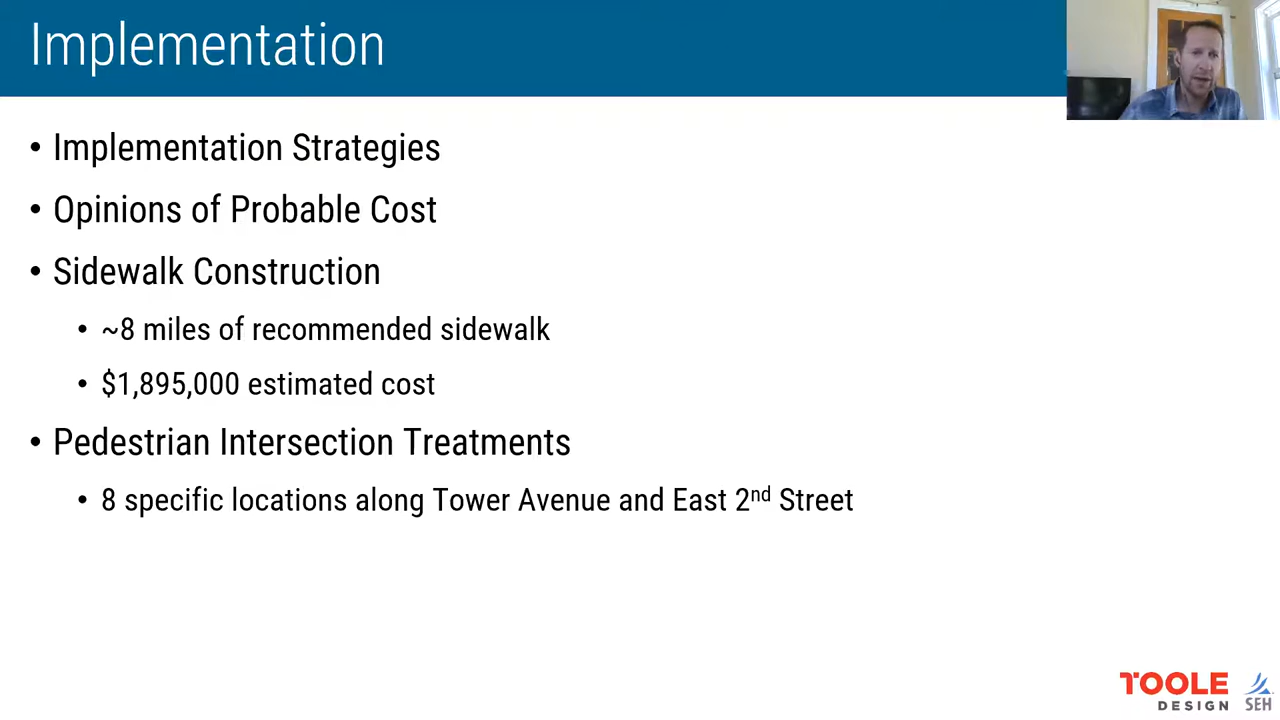 Implementation
• Implementation Strategies
• Opinions of Probable Cost
• Sidewalk Construction
• ~8 miles of recommended sidewalk
• $1,895,000 estimated cost
• Pedestrian Intersection Treatments
• 8 specific locations along Tower Avenue and East 2nd Street
TOOLE
DESIGN
SEH